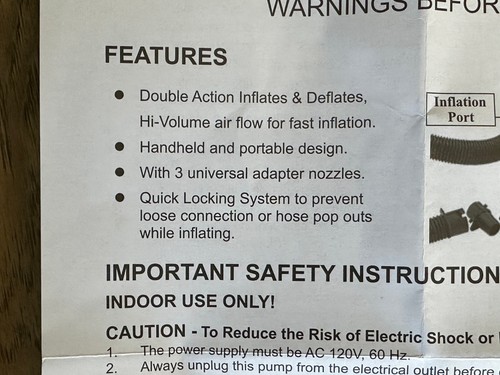 WARNINGS BEFOR
FEATURES
● Double Action Inflates & Deflates,
Hi-Volume air flow for fast inflation.
● Handheld and portable design.
● With 3 universal adapter nozzles.
● Quick Locking System to prevent
loose connection or hose pop outs
while inflating.
Inflation
Port
IMPORTANT SAFETY INSTRUCTION
INDOOR USE ONLY!
CAUTION - To Reduce the Risk of Electric Shock or
1. The power supply must be AC 120V, 60 Hz.
2. Always unplug this pump from the electrical outlet before